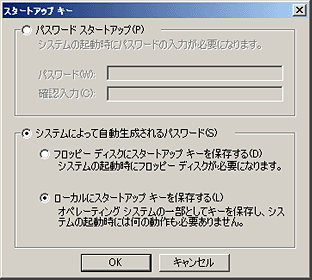 スタートアップ キー
パスワード スタートアップ(P)
システムの起動時にパスワードの入力が必要になります。
パスワード(W):
確認入力(C):
システムによって自動生成されるパスワード(S)
フロッピー ディスクにスタートアップ キーを保存する(D)
システムの起動時にフロッピー ディスクが必要になります。
ローカルにスタートアップ キーを保存する(L)
オペレーティング システムの一部としてキーを保存し、シス
テムの起動時には何の動作も必要ありません。
OK キャンセル